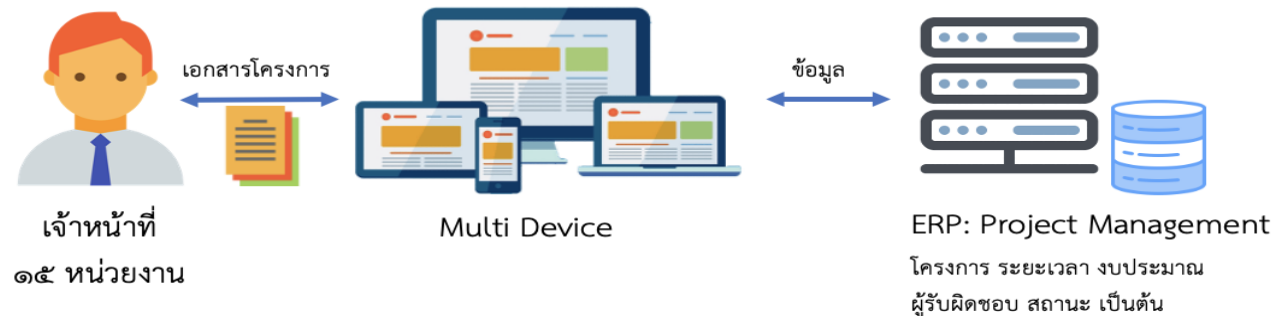 เอกสารโครงการ
ข้อมูล
เจ้าหน้าที่
๑๕ หน่วยงาน
Multi Device
ERP: Project Management
โครงการ ระยะเวลา งบประมาณ
ผู้รับผิดชอบ สถานะ เป็นต้น